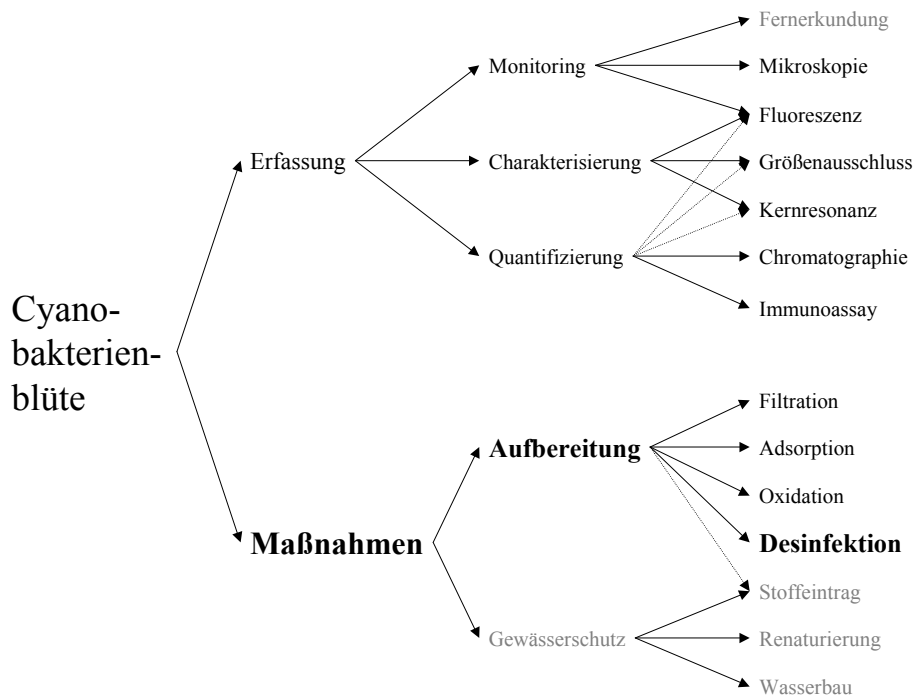 Cyano-
bakterien-
blüte
Erfassung
Maßnahmen
Monitoring
Charakterisierung
Quantifizierung
Aufbereitung
Gewässerschutz
Fernerkundung
Mikroskopie
Fluoreszenz
Größenausschluss
Kernresonanz
Chromatographie
Immunoassay
Filtration
Adsorption
Oxidation
Desinfektion
Stoffeintrag
Renaturierung
Wasserbau